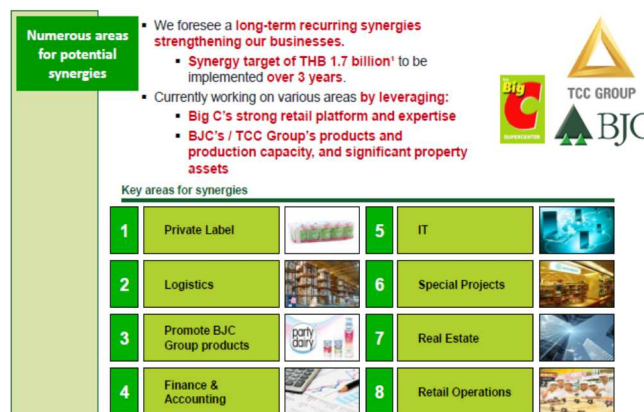 Numerous areas
for potential
synergies
▪ We foresee a long-term recurring synergies
strengthening our businesses.
▪ Synergy target of THB 1.7 billion¹ to be
implemented over 3 years.
▪ Currently working on various areas by leveraging:
▪ Big C's strong retail platform and expertise
▪ BJC's / TCC Group's products and
production capacity, and significant property
assets
Big
C
SUPERCENTER
TCC GROUP
BJC
Key areas for synergies
1 Private Label
2 Logistics
3 Promote BJC
Group products
party
dairy
4 Finance &
Accounting
5 IT
6 Special Projects
7 Real Estate
8 Retail Operations